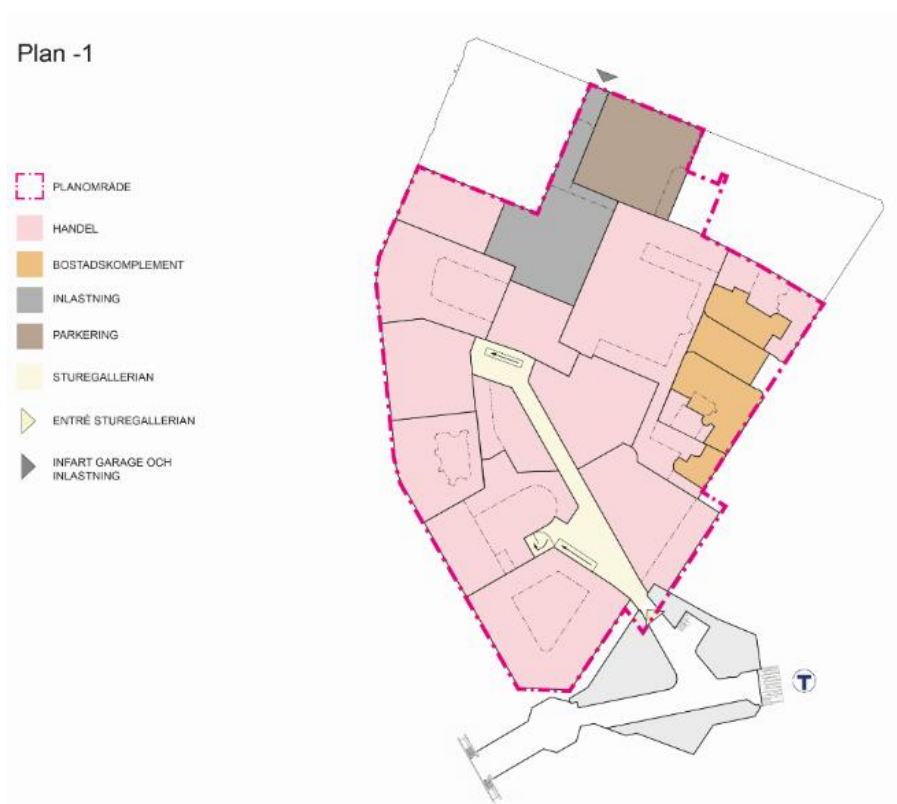 Plan -1
PLANOMRÅDE
HANDEL
BOSTADSKOMPLEMENT
INLASTNING
PARKERING
STUREGALLERIAN
ENTRÉ STUREGALLERIAN
INFART GARAGE OCH
INLASTNING
T